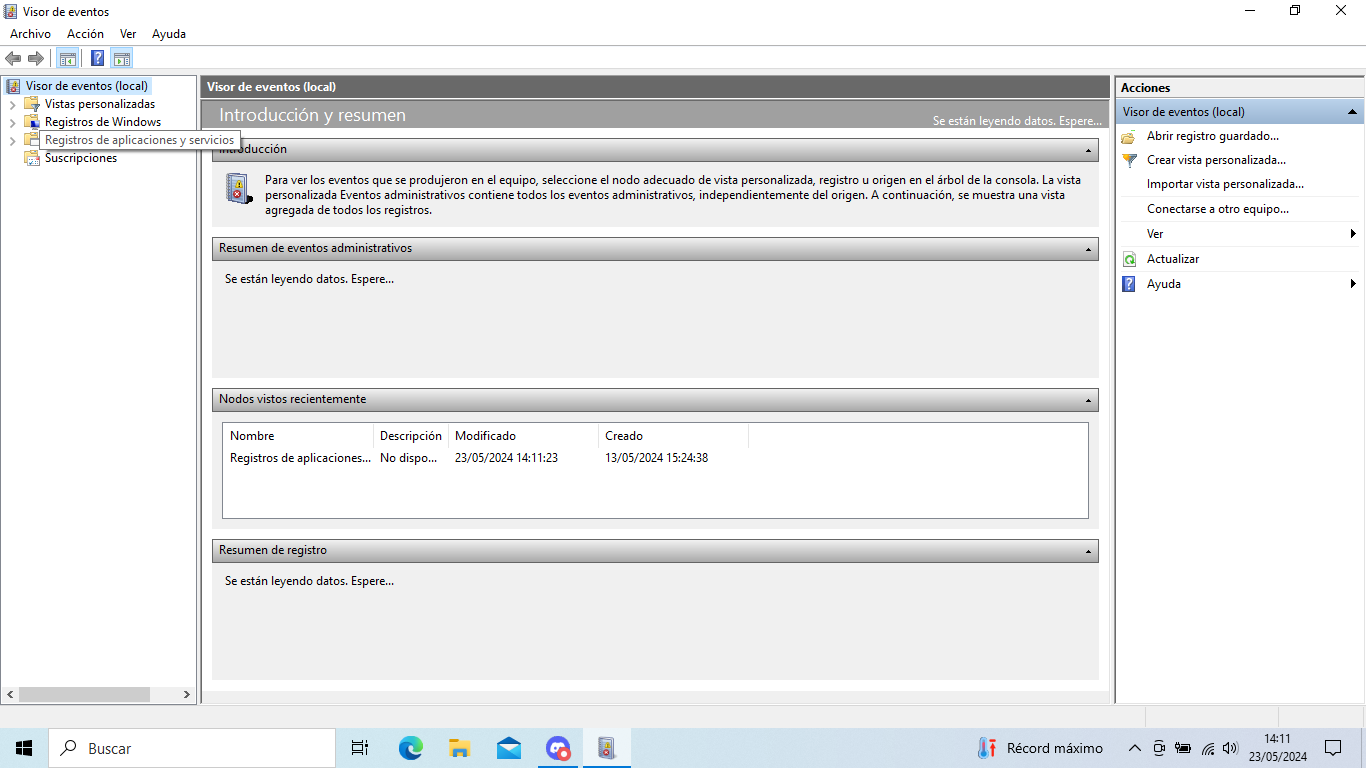 Visor de eventos
Archivo Acción Ver Ayuda
Visor de eventos (local)
Vistas personalizadas
Registros de Windows
Registros de aplicaciones y servicios
Suscripciones
Visor de eventos (local)
Introducción y resumen
Se están leyendo datos. Espere...
Introducción
Para ver los eventos que se produjeron en el equipo, seleccione el nodo adecuado de vista personalizada, registro u origen en el árbol de la consola. La vista
personalizada Eventos administrativos contiene todos los eventos administrativos, independientemente del origen. A continuación, se muestra una vista
agregada de todos los registros.
Resumen de eventos administrativos
Se están leyendo datos. Espere...
Nodos vistos recientemente
Nombre Descripción Modificado Creado
Registros de aplicaciones... No dispo... 23/05/2024 14:11:23 13/05/2024 15:24:38
Resumen de registro
Se están leyendo datos. Espere...
Acciones
Visor de eventos (local)
Abrir registro guardado...
Crear vista personalizada...
Importar vista personalizada...
Conectarse a otro equipo...
Ver
Actualizar
Ayuda
Buscar
Récord máximo
14:11
23/05/2024